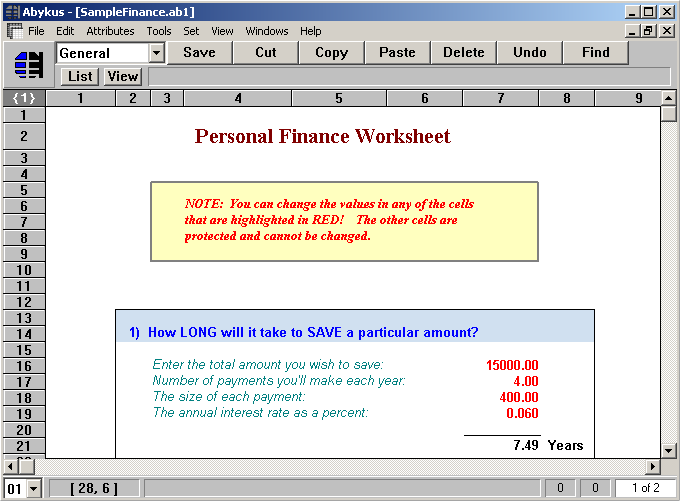 Abykus - [SampleFinance.ab1]
File Edit Attributes Tools Set View Windows Help
General Save Cut Copy Paste Delete Undo Find
List View
{1} 1 2 3 4 5 6 7 8 9
1
2 Personal Finance Worksheet
3
4
5
6 NOTE: You can change the values in any of the cells
7 that are highlighted in RED! The other cells are
8 protected and cannot be changed.
9
10
11
12
13
14 1) How LONG will it take to SAVE a particular amount?
15
16 Enter the total amount you wish to save: 15000.00
17 Number of payments you'll make each year: 4.00
18 The size of each payment: 400.00
19 The annual interest rate as a percent: 0.060
20
21 7.49 Years
01 [ 28, 6 ] 0 0 1 of 2